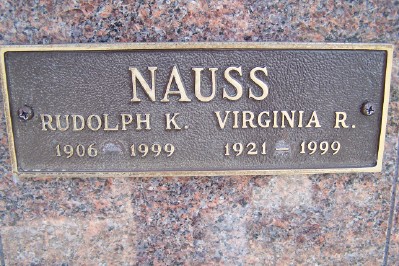 NAUSS
RUDOLPH K. VIRGINIA R.
1906 1999 1921 – 1999